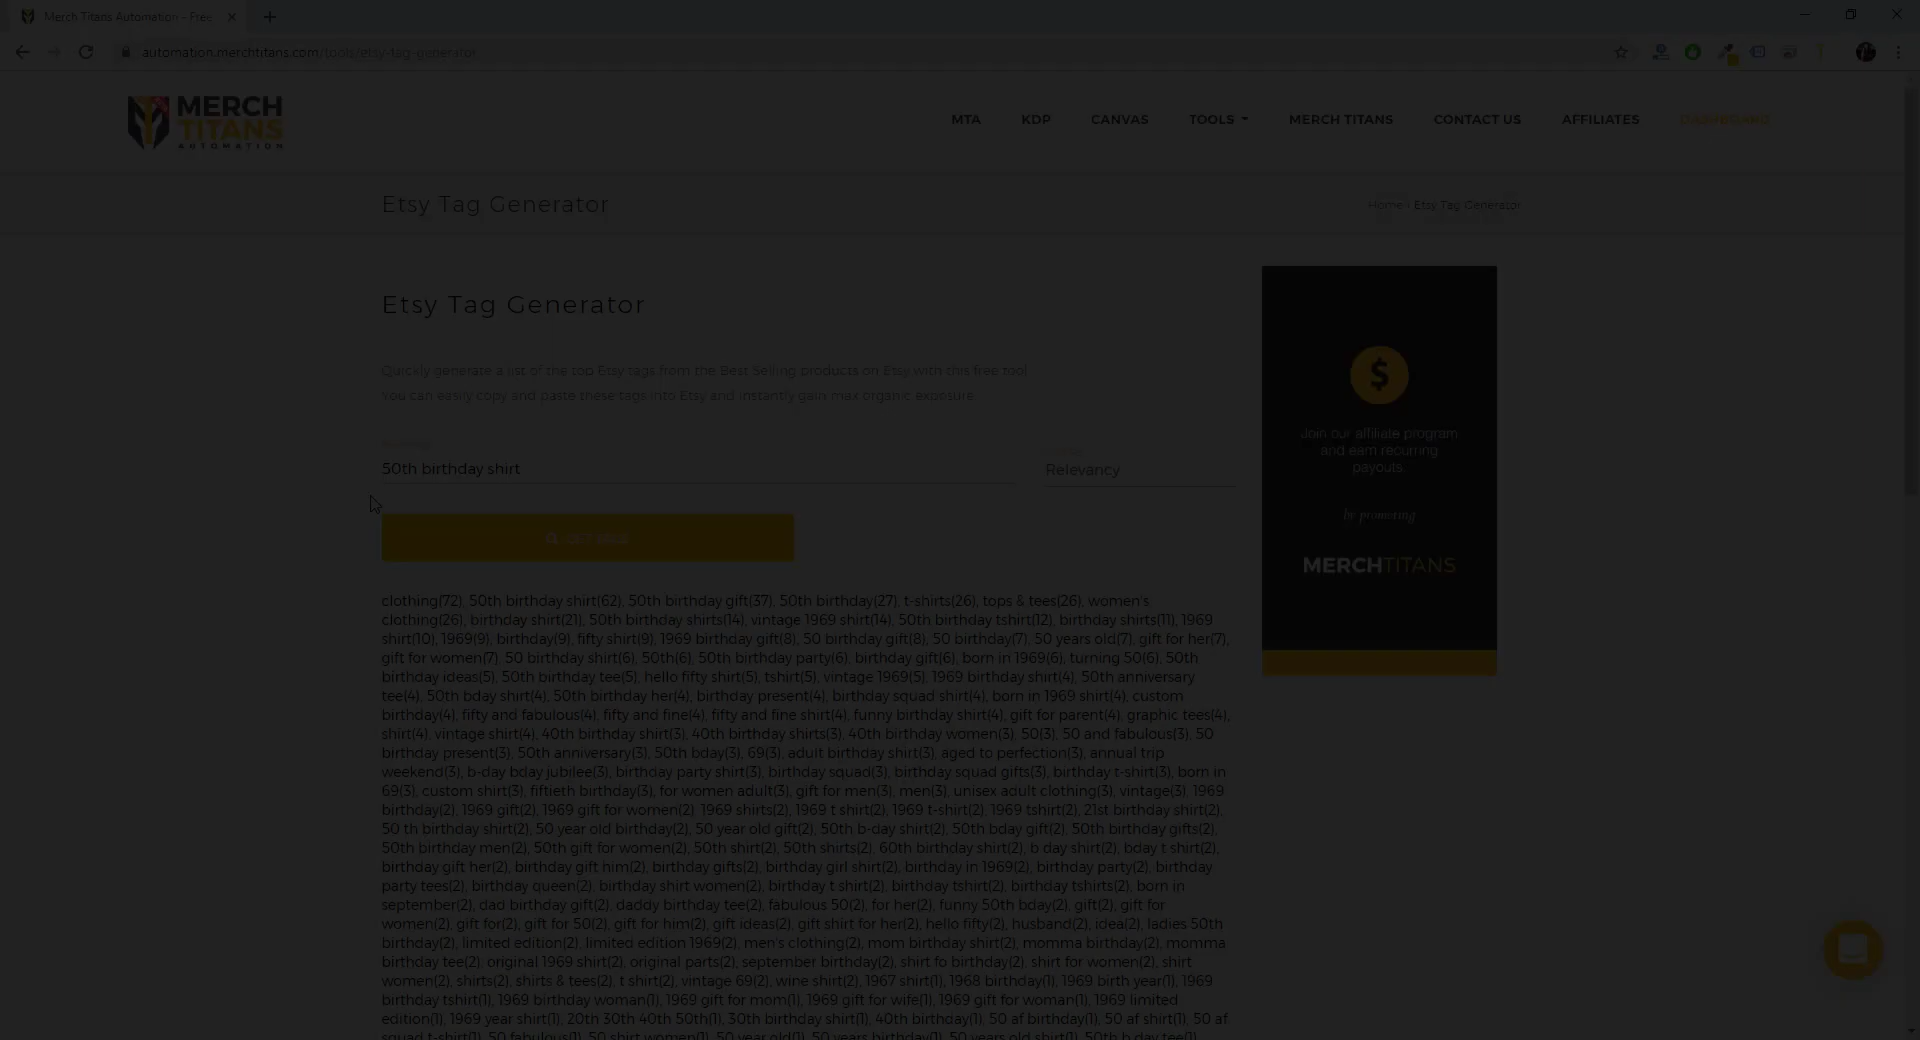 Merch Titans Automation - Free
automation.merchtitans.com/tools/etsy-tag-generator
MERCH
TITANS
AUTOMATION
MTA
KDP
CANVAS
TOOLS
MERCH TITANS
CONTACT US
AFFILIATES
DASHBOARD
Etsy Tag Generator
Home › Etsy Tag Generator
Etsy Tag Generator
Quickly generate a list of the top Etsy tags from the Best Selling products on Etsy with this free tool.
You can easily copy and paste these tags into Etsy and instantly gain max organic exposure.
50th birthday shirt
Relevancy
Join our affiliate program
and earn recurring
payouts.
by promoting
MERCHTITANS
clothing(72), 50th birthday shirt(62), 50th birthday gift(37), 50th birthday(27), t-shirts(26), tops & tees(26), women's
clothing(26), birthday shirt(21), 50th birthday shirts(14), vintage 1969 shirt(14), 50th birthday tshirt(12), birthday shirts(11), 1969
shirt(10), 1969(9), birthday(9), fifty shirt(9), 1969 birthday gift(8), 50 birthday gift(8), 50 birthday(7), 50 years old(7), gift for her(7),
gift for women(7), 50 birthday shirt(6), 50th(6), 50th birthday party(6), birthday gift(6), born in 1969(6), turning 50(6), 50th
birthday ideas(5), 50th birthday tee(5), hello fifty shirt(5), tshirt(5), vintage 1969(5), 1969 birthday shirt(4), 50th anniversary
tee(4), 50th bday shirt(4), 50th birthday her(4), birthday present(4), birthday squad shirt(4), born in 1969 shirt(4), custom
birthday(4), fifty and fabulous(4), fifty and fine(4), fifty and fine shirt(4), funny birthday shirt(4), gift for parent(4), graphic tees(4),
shirt(4), vintage shirt(4), 40th birthday shirt(3), 40th birthday shirts(3), 40th birthday women(3), 50(3), 50 and fabulous(3), 50
birthday present(3), 50th anniversary(3), 50th bday(3), 69(3), adult birthday shirt(3), aged to perfection(3), annual trip
weekend(3), b-day bday jubilee(3), birthday party shirt(3), birthday squad(3), birthday squad gifts(3), birthday t-shirt(3), born in
69(3), custom shirt(3), fiftieth birthday(3), for women adult(3), gift for men(3), men(3), unisex adult clothing(3), vintage(3), 1969
birthday(2), 1969 gift(2), 1969 gift for women(2), 1969 shirts(2), 1969 t shirt(2), 1969 t-shirt(2), 1969 tshirt(2), 21st birthday shirt(2),
50 th birthday shirt(2), 50 year old birthday(2), 50 year old gift(2), 50th b-day shirt(2), 50th bday gift(2), 50th birthday gifts(2),
50th birthday men(2), 50th gift for women(2), 50th shirt(2), 50th shirts(2), 60th birthday shirt(2), b day shirt(2), bday t shirt(2),
birthday gift her(2), birthday gift him(2), birthday gifts(2), birthday girl shirt(2), birthday in 1969(2), birthday party(2), birthday
party tees(2), birthday queen(2), birthday shirt women(2), birthday t shirt(2), birthday tshirt(2), birthday tshirts(2), born in
september(2), dad birthday gift(2), daddy birthday tee(2), fabulous 50(2), for her(2), funny 50th bday(2), gift(2), gift for
women(2), gift for(2), gift for 50(2), gift for him(2), gift ideas(2), gift shirt for her(2), hello fifty(2), husband(2), idea(2), ladies 50th
birthday(2), limited edition(2), limited edition 1969(2), men's clothing(2), mom birthday shirt(2), momma birthday(2), momma
birthday tee(2), original 1969 shirt(2), original parts(2), september birthday(2), shirt fo birthday(2), shirt for women(2), shirt
women(2), shirts(2), shirts & tees(2), t shirt(2), vintage 69(2), wine shirt(2), 1967 shirt(1), 1968 birthday(1), 1969 birth year(1), 1969
birthday tshirt(1), 1969 birthday woman(1), 1969 gift for mom(1), 1969 gift for wife(1), 1969 gift for woman(1), 1969 limited
edition(1), 1969 year shirt(1), 20th 30th 40th 50th(1), 30th birthday shirt(1), 40th birthday(1), 50 af birthday(1), 50 af shirt(1), 50 af
squad t-shirt(1), 50 fabulous(1), 50 shirt women(1), 50 year old(1), 50 years birthday(1), 50 years old shirt(1), 50th b day tee(1)